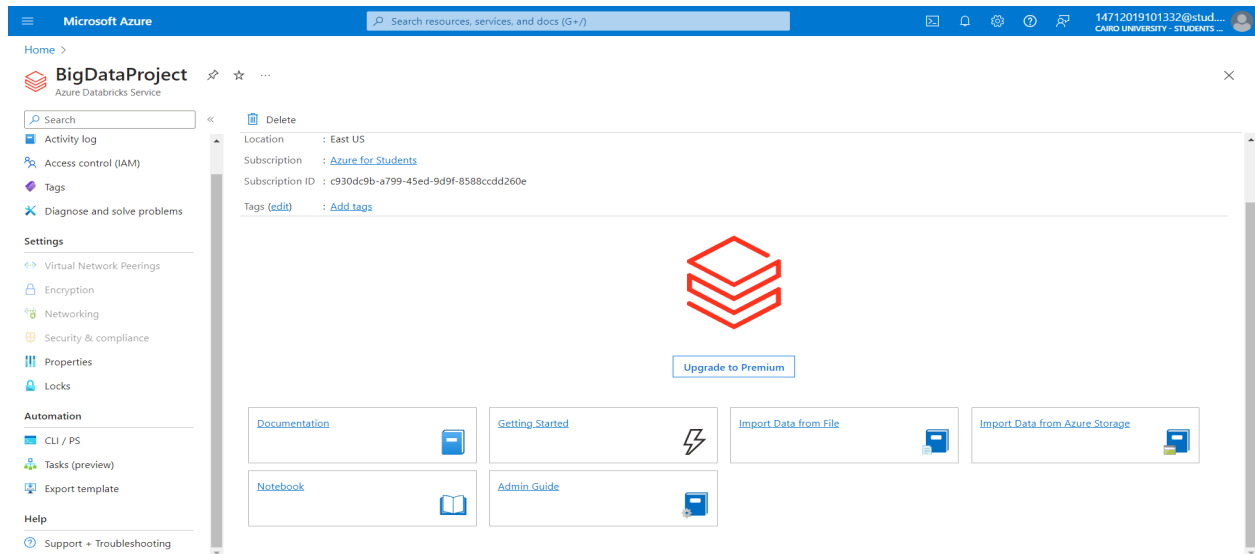 Microsoft Azure
Search resources, services, and docs (G+/)
14712019101332@stud....
CAIRO UNIVERSITY - STUDENTS ...
Home >
BigDataProject
Azure Databricks Service
Search
Delete
Activity log
Access control (IAM)
Tags
Diagnose and solve problems
Settings
Virtual Network Peerings
Encryption
Networking
Security & compliance
Properties
Locks
Automation
CLI / PS
Tasks (preview)
Export template
Help
Support + Troubleshooting
Location : East US
Subscription : Azure for Students
Subscription ID : c930dc9b-a799-45ed-9d9f-8588ccdd260e
Tags (edit) : Add tags
Upgrade to Premium
Documentation
Getting Started
Import Data from File
Import Data from Azure Storage
Notebook
Admin Guide